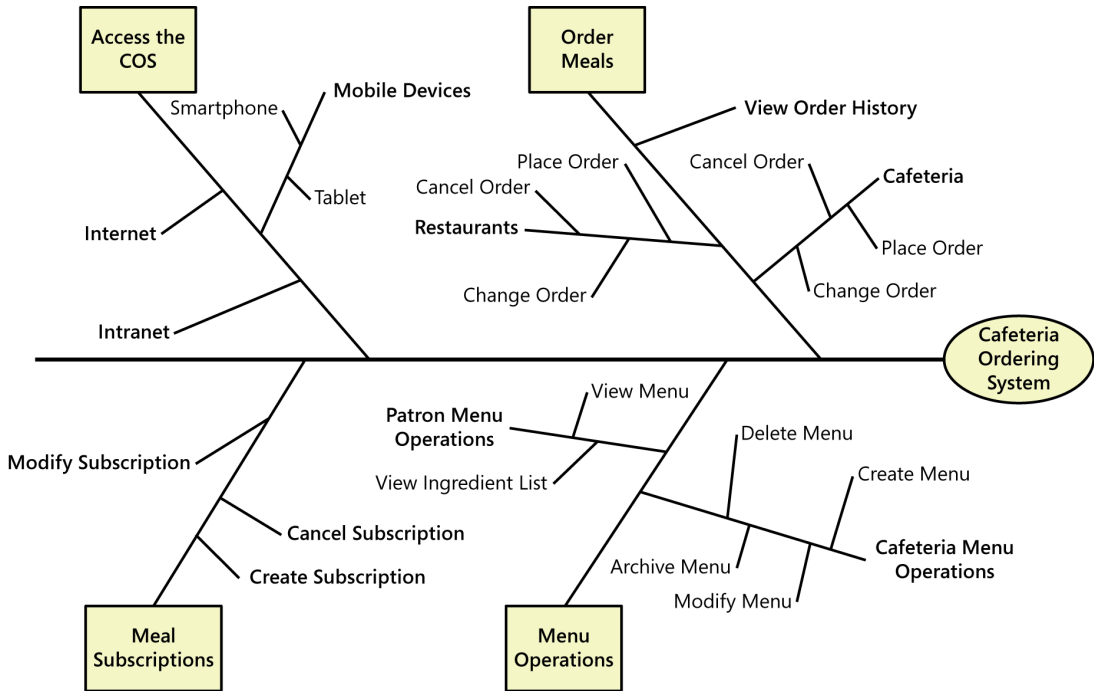 Access the
COS
Order
Meals
Mobile Devices
Smartphone
View Order History
Place Order
Cancel Order
Cafeteria
Cancel Order
Tablet
Restaurants
Internet
Place Order
Change Order
Change Order
Intranet
Cafeteria
Ordering
System
View Menu
Patron Menu
Operations
Delete Menu
Modify Subscription
View Ingredient List
Create Menu
Cancel Subscription
Cafeteria Menu
Operations
Archive Menu
Create Subscription
Modify Menu
Meal
Subscriptions
Menu
Operations